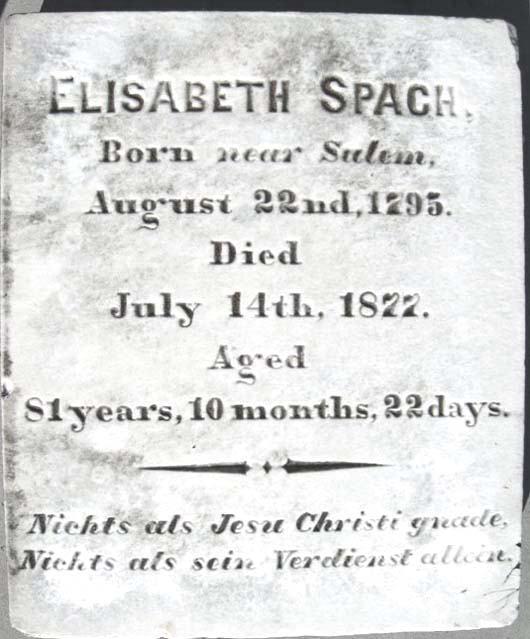 ELISABETH SPACH.
Born near Salem,
August 22nd, 1795.
Died
July 14th, 1877.
Aged
81 years, 10 months, 22 days.
Nichts als Jesu Christi gnade,
Nichts als sein Verdienst allein.